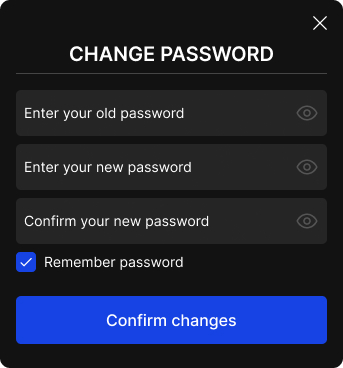 CHANGE PASSWORD
Enter your old password
Enter your new password
Confirm your new password
Remember password
Confirm changes